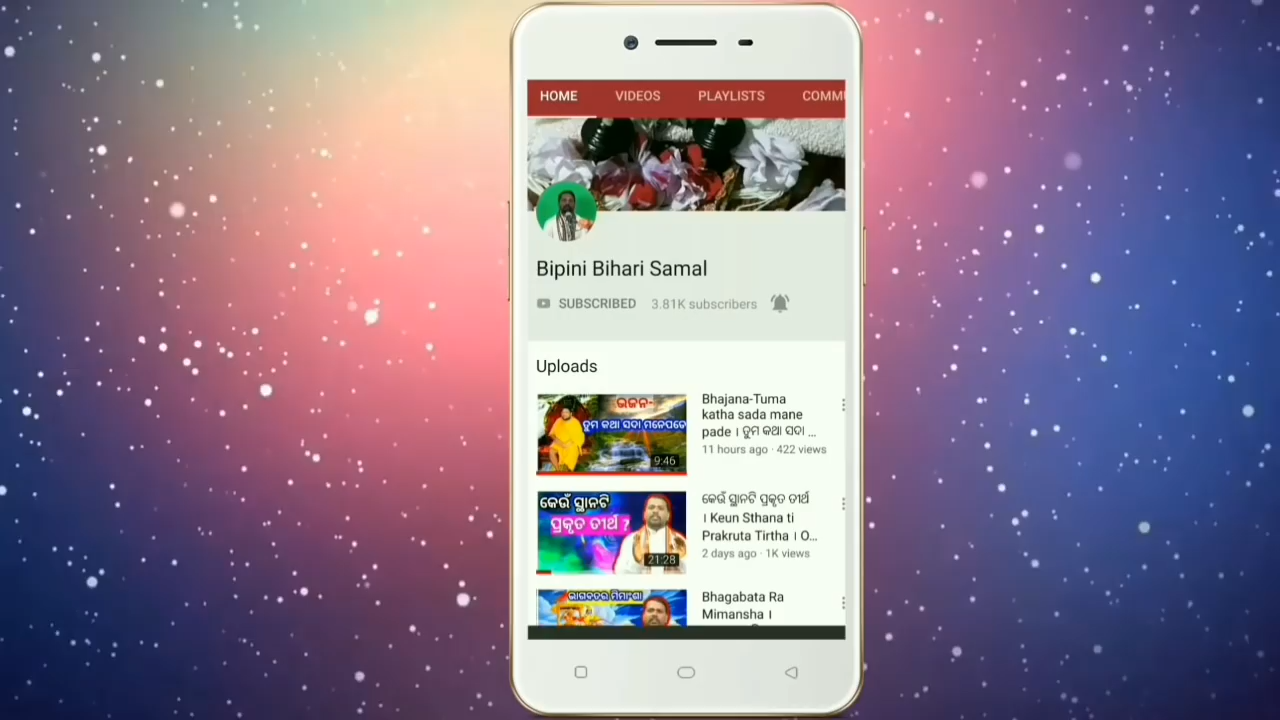 HOME VIDEOS PLAYLISTS COMMU
Bipini Bihari Samal
SUBSCRIBED 3.81K subscribers
Uploads
ଭଜନ-
ତୁମ କଥା ସଦା ମନେପଡେ
9:46
Bhajana-Tuma
katha sada mane
pade । ତୁମ କଥା ସଦା ...
11 hours ago · 422 views
କେଉଁ ସ୍ଥାନଟି
ପ୍ରକୃତ ତୀର୍ଥ ?
21:28
କେଉଁ ସ୍ଥାନଟି ପ୍ରକୃତ ତୀର୍ଥ
। Keun Sthana ti
Prakruta Tirtha । O...
2 days ago · 1K views
ଭାଗବତର ମିମାଂଶା
Bhagabata Ra
Mimansha ।